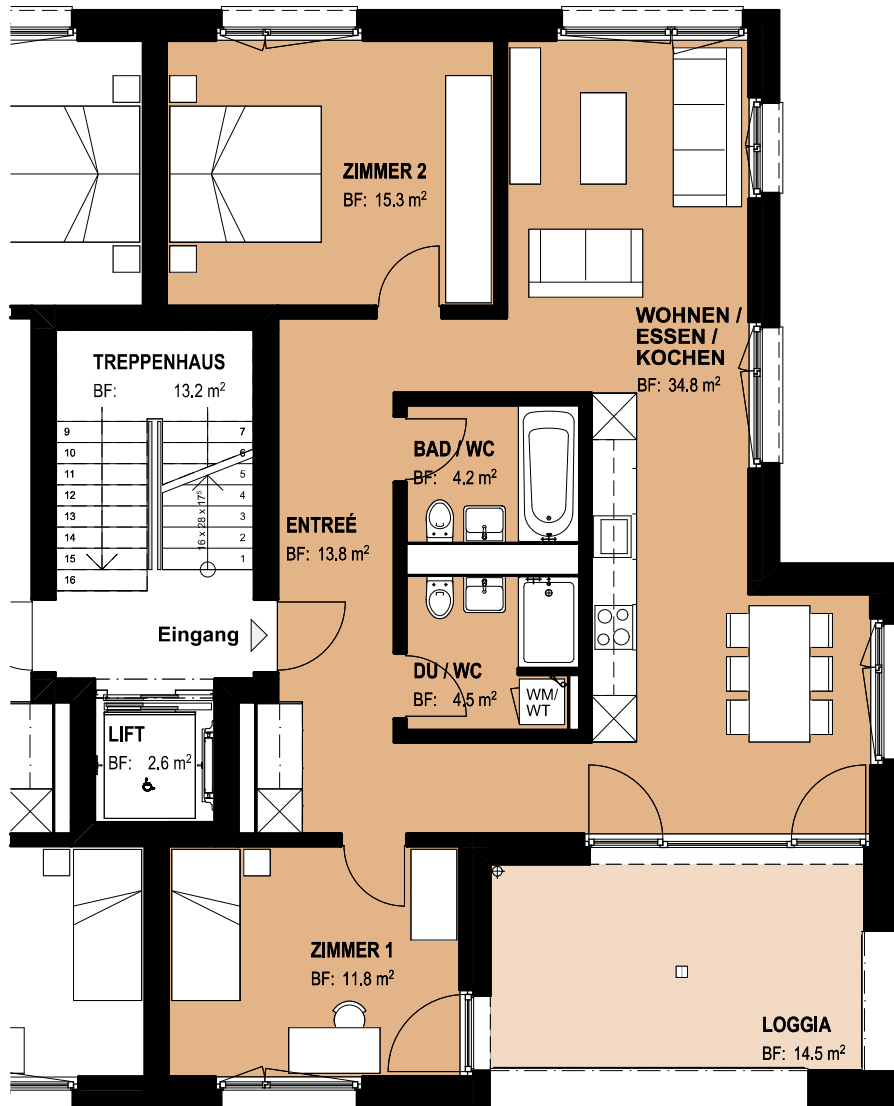 ZIMMER 2
BF: 15.3 m²
WOHNEN /
ESSEN /
KOCHEN
BF: 34.8 m²
TREPPENHAUS
BF: 13.2 m²
9
10
11
12
13
14
15
16
7
6
5
4
3
2
1
16 x 28 x 17⁵
BAD / WC
BF: 4.2 m²
ENTREÉ
BF: 13.8 m²
Eingang
DU / WC
BF: 4.5 m²
WM/
WT
LIFT
BF: 2.6 m²
ZIMMER 1
BF: 11.8 m²
LOGGIA
BF: 14.5 m²